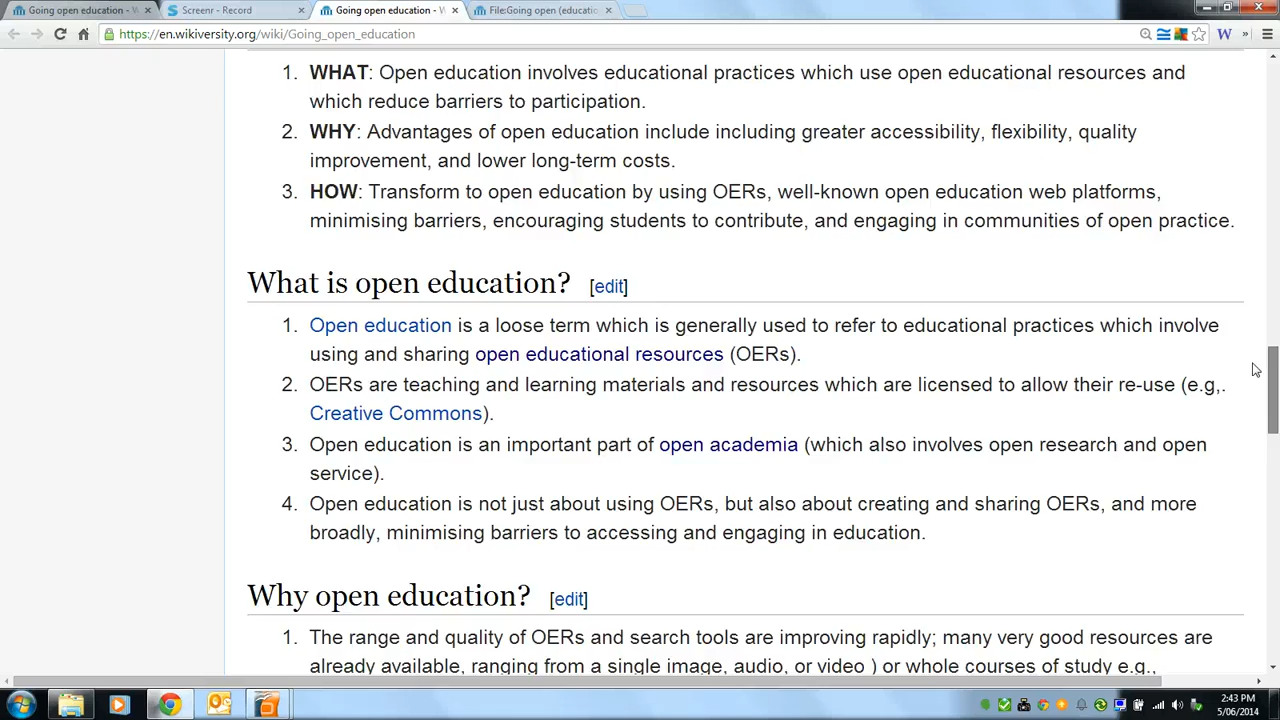 Going open education - W
Screenr - Record
Going open education - W
File:Going open (educatio
https://en.wikiversity.org/wiki/Going_open_education
W
1. WHAT: Open education involves educational practices which use open educational resources and
which reduce barriers to participation.
2. WHY: Advantages of open education include including greater accessibility, flexibility, quality
improvement, and lower long-term costs.
3. HOW: Transform to open education by using OERs, well-known open education web platforms,
minimising barriers, encouraging students to contribute, and engaging in communities of open practice.
What is open education? [edit]
1. Open education is a loose term which is generally used to refer to educational practices which involve
using and sharing open educational resources (OERs).
2. OERs are teaching and learning materials and resources which are licensed to allow their re-use (e.g,.
Creative Commons).
3. Open education is an important part of open academia (which also involves open research and open
service).
4. Open education is not just about using OERs, but also about creating and sharing OERs, and more
broadly, minimising barriers to accessing and engaging in education.
Why open education? [edit]
1. The range and quality of OERs and search tools are improving rapidly; many very good resources are
already available, ranging from a single image, audio, or video ) or whole courses of study e.g.,
2:43 PM
5/06/2014